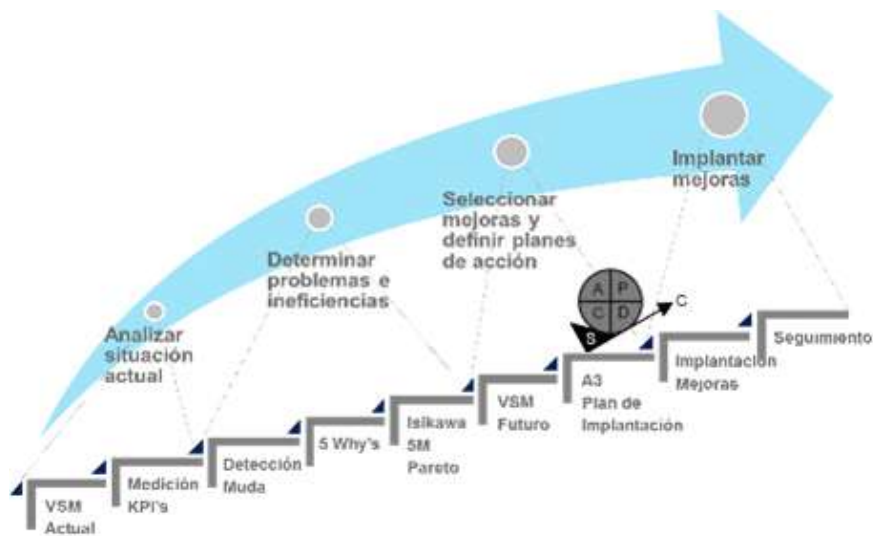 Implantar
mejoras
Seleccionar
mejoras y
definir planes
de acción
Determinar
problemas e
ineficiencias
Analizar
situación
actual
A P
C D
S
C
VSM
Actual
Medición
KPI's
Detección
Muda
5 Why's
Isikawa
5M
Pareto
VSM
Futuro
A3
Plan de
Implantación
Implantación
Mejoras
Seguimiento